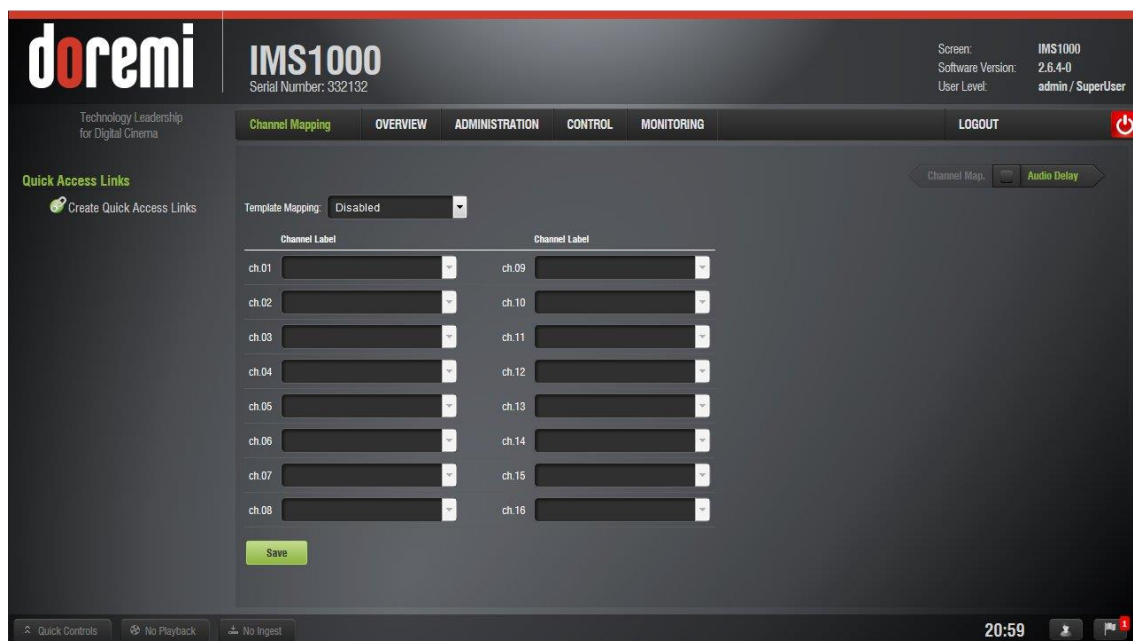 doremi
Technology Leadership
for Digital Cinema
IMS1000
Serial Number: 332132
Screen: IMS1000
Software Version: 2.6.4-0
User Level: admin / SuperUser
Channel Mapping OVERVIEW ADMINISTRATION CONTROL MONITORING LOGOUT
Quick Access Links
Create Quick Access Links
Channel Map. Audio Delay
Template Mapping: Disabled
Channel Label Channel Label
ch.01 ch.09
ch.02 ch.10
ch.03 ch.11
ch.04 ch.12
ch.05 ch.13
ch.06 ch.14
ch.07 ch.15
ch.08 ch.16
Save
Quick Controls No Playback No Ingest 20:59 1